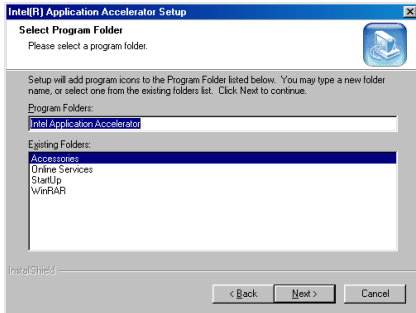 Intel(R) Application Accelerator Setup
Select Program Folder
Please select a program folder.
Setup will add program icons to the Program Folder listed below. You may type a new folder
name, or select one from the existing folders list. Click Next to continue.
Program Folders:
Intel Application Accelerator
Existing Folders:
Accessories
Online Services
StartUp
WinRAR
InstallShield
< Back
Next >
Cancel